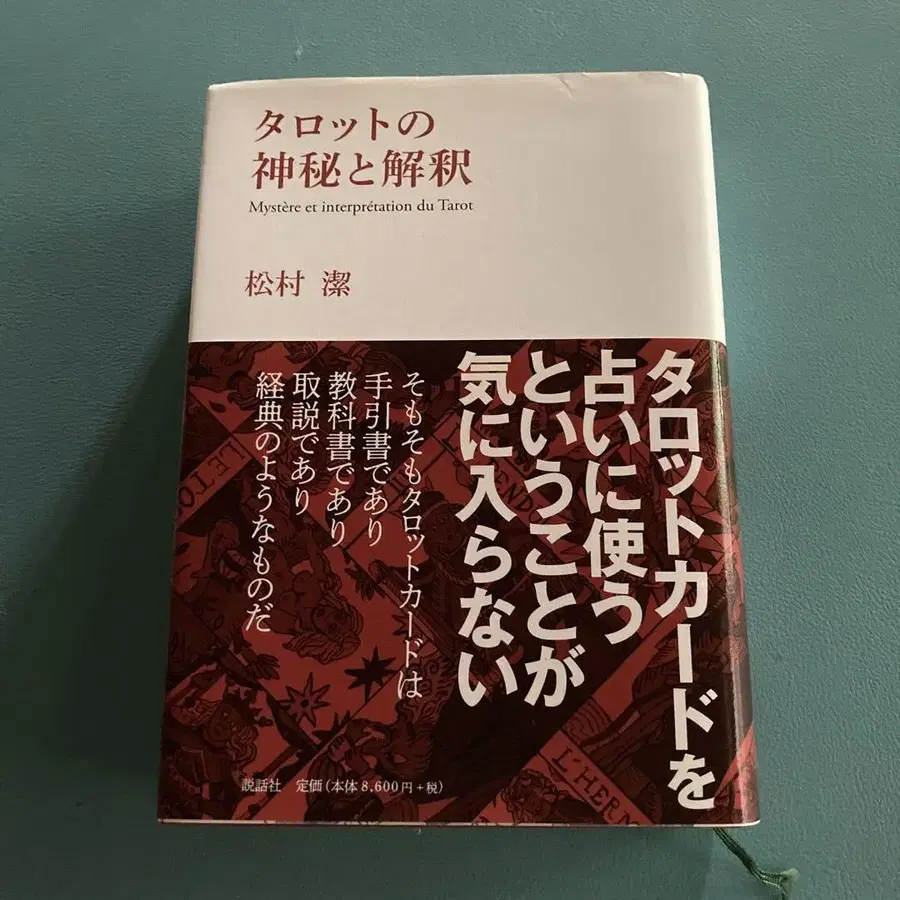 タロットの
神秘と解釈
Mystère et interprétation du Tarot
松村 潔
タロットカードを
占いに使う
ということが
気に入らない
そもそもタロットカードは
手引書であり
教科書であり
取説であり
経典のようなものだ
説話社 定価(本体8,600円+税)